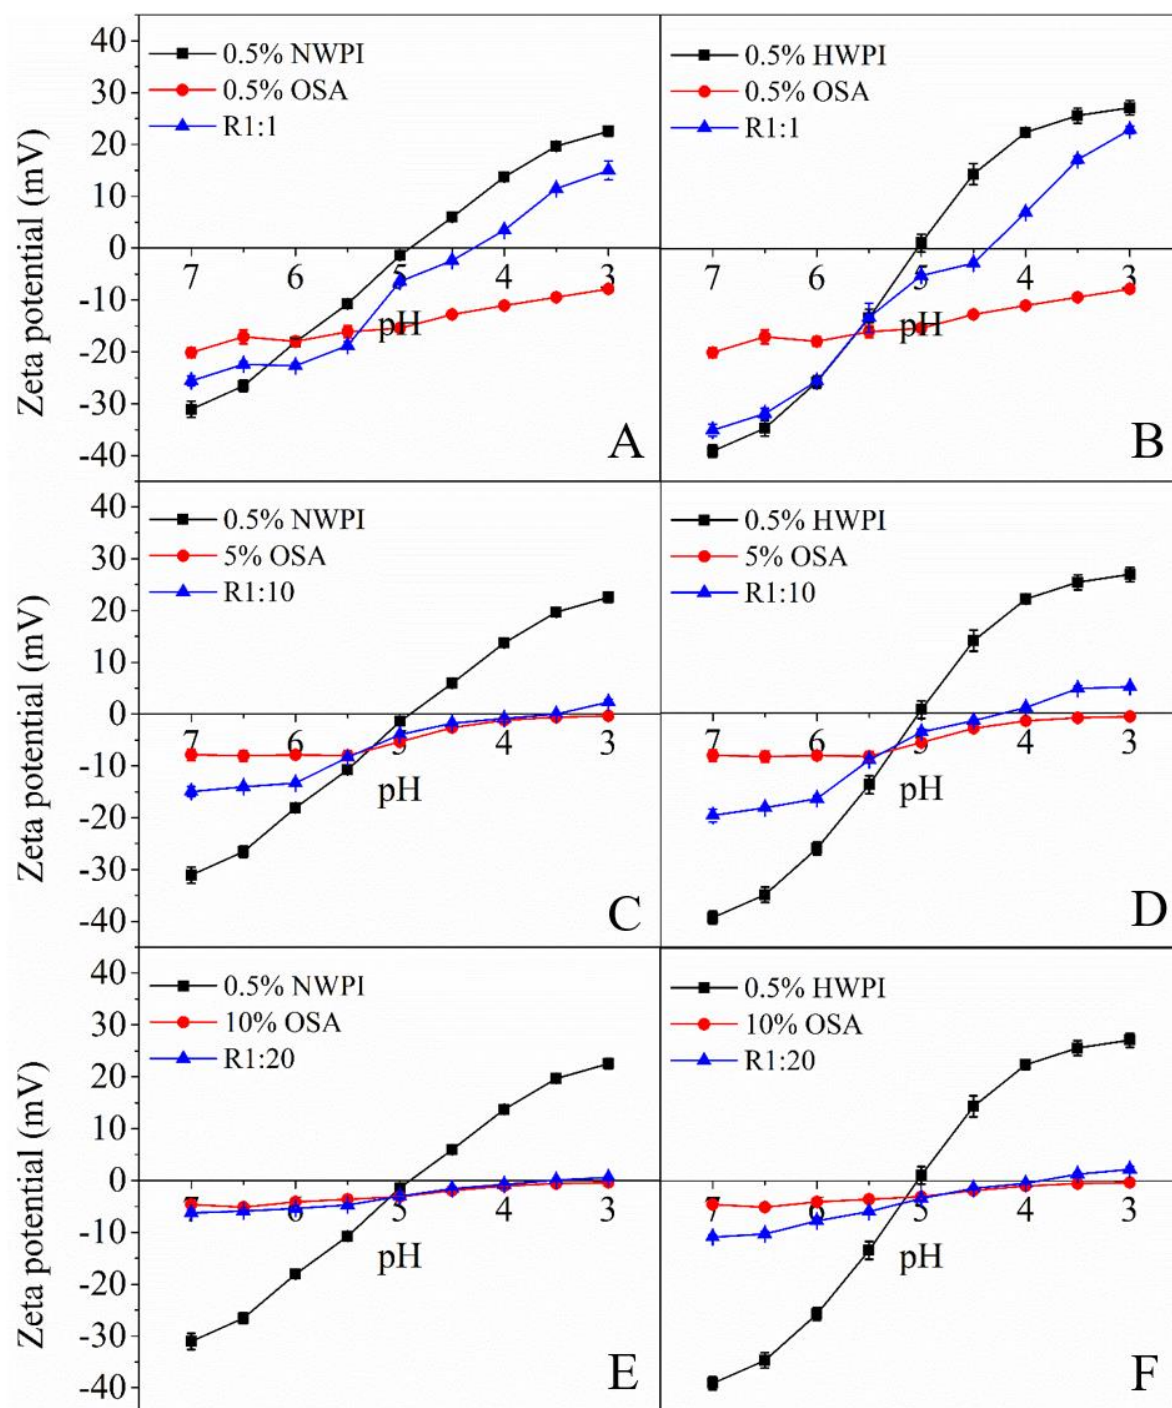 Zeta potential (mV)
40
30
20
10
0
-10
-20
-30
-40
0.5% NWPI
0.5% OSA
R1:1
7 6 5 4 3
pH
A
0.5% HWPI
0.5% OSA
R1:1
7 6 5 4 3
pH
B
Zeta potential (mV)
40
30
20
10
0
-10
-20
-30
-40
0.5% NWPI
5% OSA
R1:10
7 6 5 4 3
pH
C
0.5% HWPI
5% OSA
R1:10
7 6 5 4 3
pH
D
Zeta potential (mV)
40
30
20
10
0
-10
-20
-30
-40
0.5% NWPI
10% OSA
R1:20
7 6 5 4 3
pH
E
0.5% HWPI
10% OSA
R1:20
7 6 5 4 3
pH
F